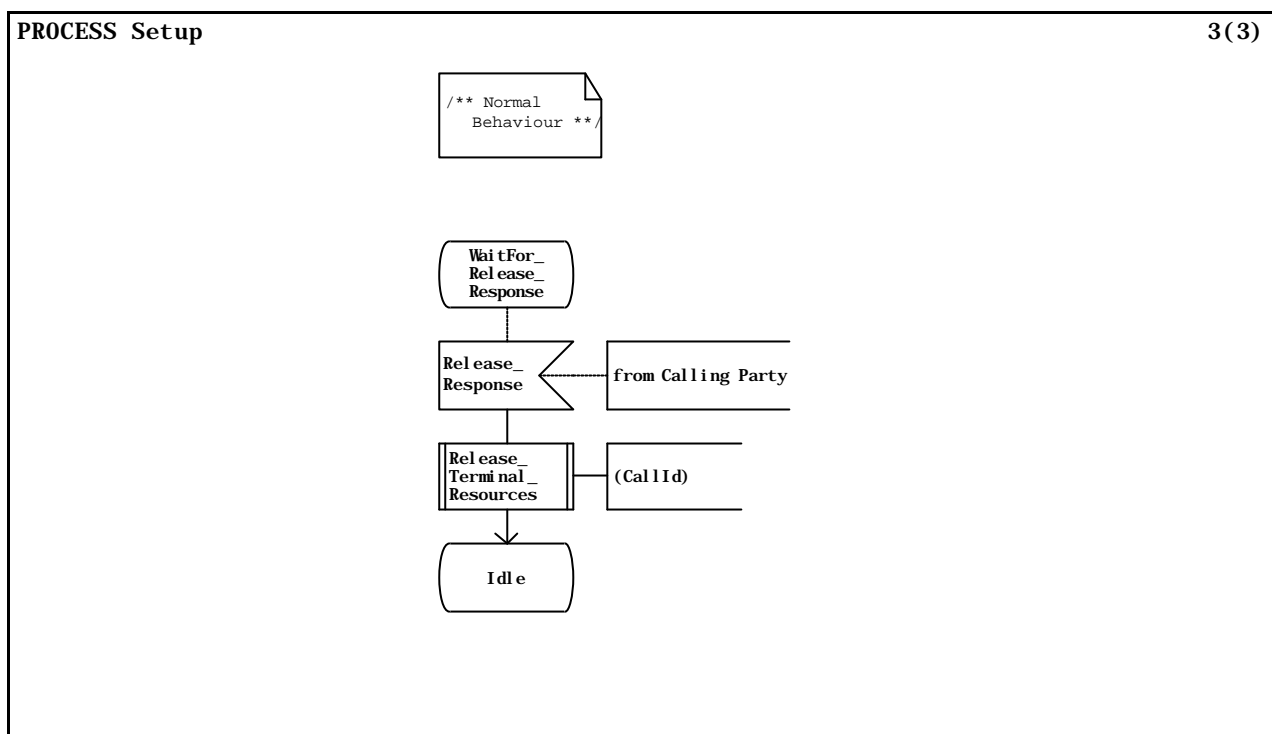 PROCESS Setup 3(3)
/** Normal
Behaviour **/
WaitFor_
Release_
Response
Release_
Response
from Calling Party
Release_
Terminal_
Resources
(CallId)
Idle